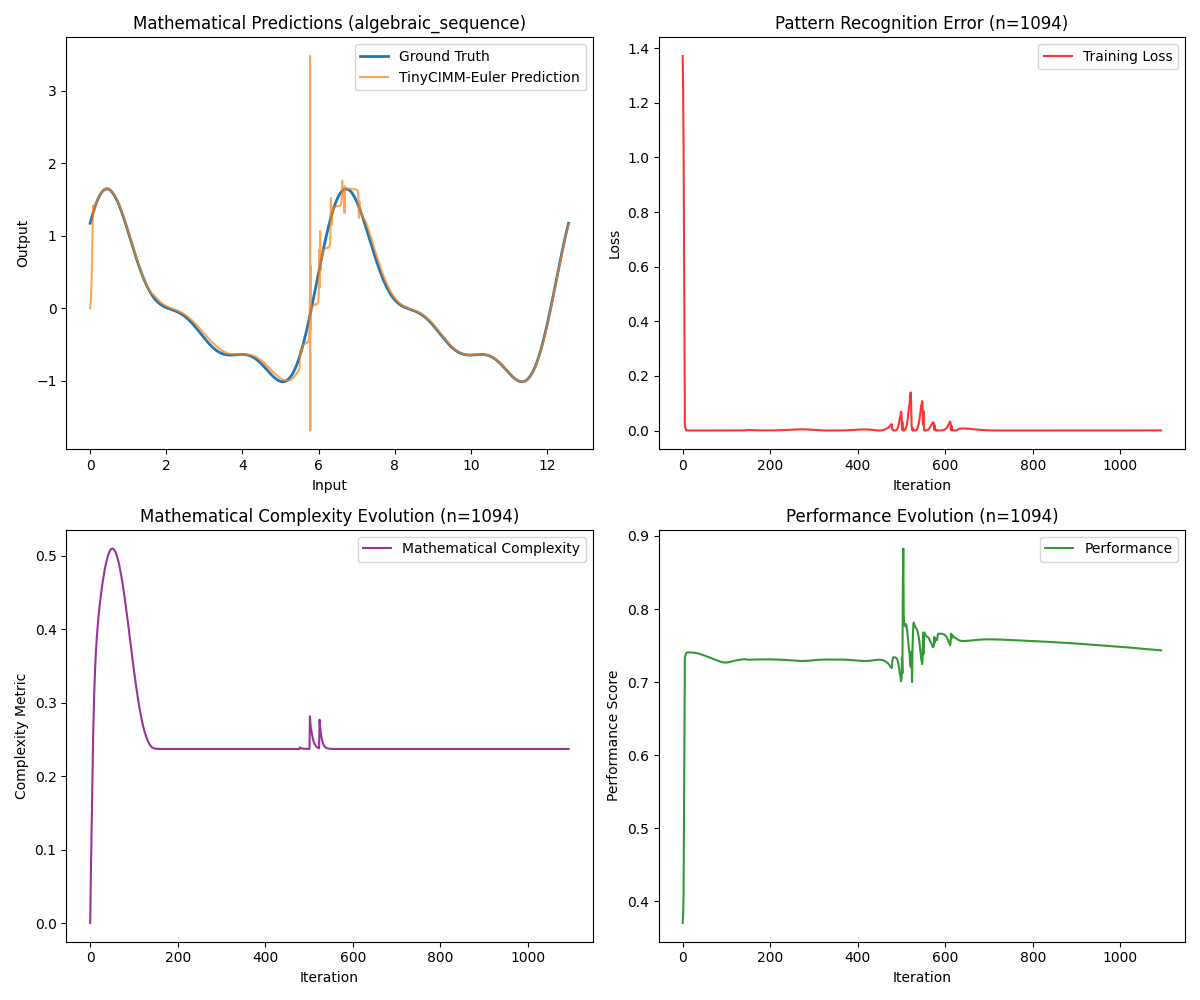 Mathematical Predictions (algebraic_sequence)
Ground Truth
TinyCIMM-Euler Prediction
3
2
1
0
−1
Output
0 2 4 6 8 10 12
Input
Pattern Recognition Error (n=1094)
Training Loss
1.4
1.2
1.0
0.8
0.6
0.4
0.2
0.0
Loss
0 200 400 600 800 1000
Iteration
Mathematical Complexity Evolution (n=1094)
Mathematical Complexity
0.5
0.4
0.3
0.2
0.1
0.0
Complexity Metric
0 200 400 600 800 1000
Iteration
Performance Evolution (n=1094)
Performance
0.9
0.8
0.7
0.6
0.5
0.4
Performance Score
0 200 400 600 800 1000
Iteration